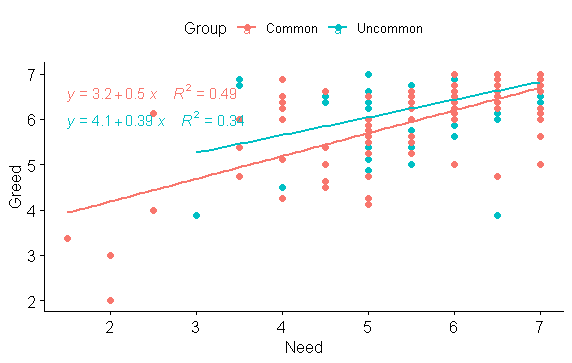 Group a Common a Uncommon
7
y = 3.2 + 0.5 x R² = 0.49
6
y = 4.1 + 0.39 x R² = 0.34
5
Greed
4
3
2
2 3 4 5 6 7
Need